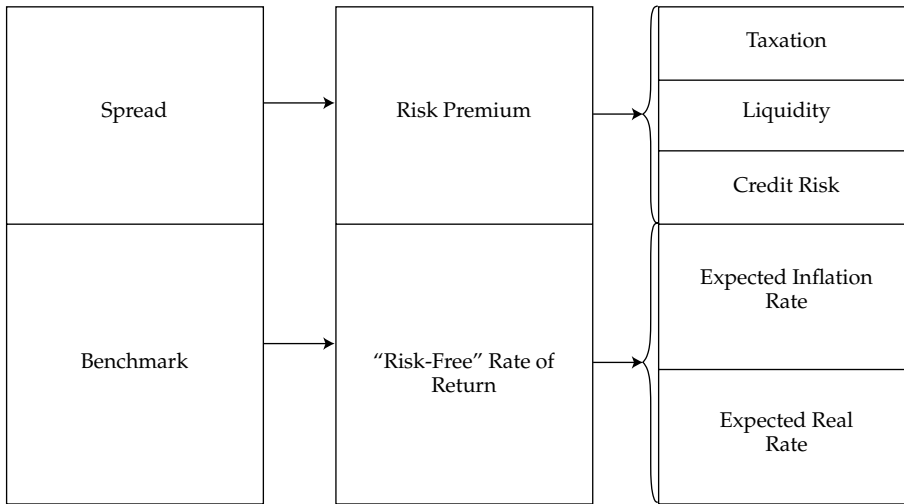 Spread
Risk Premium
Taxation
Liquidity
Credit Risk
Benchmark
“Risk-Free” Rate of
Return
Expected Inflation
Rate
Expected Real
Rate